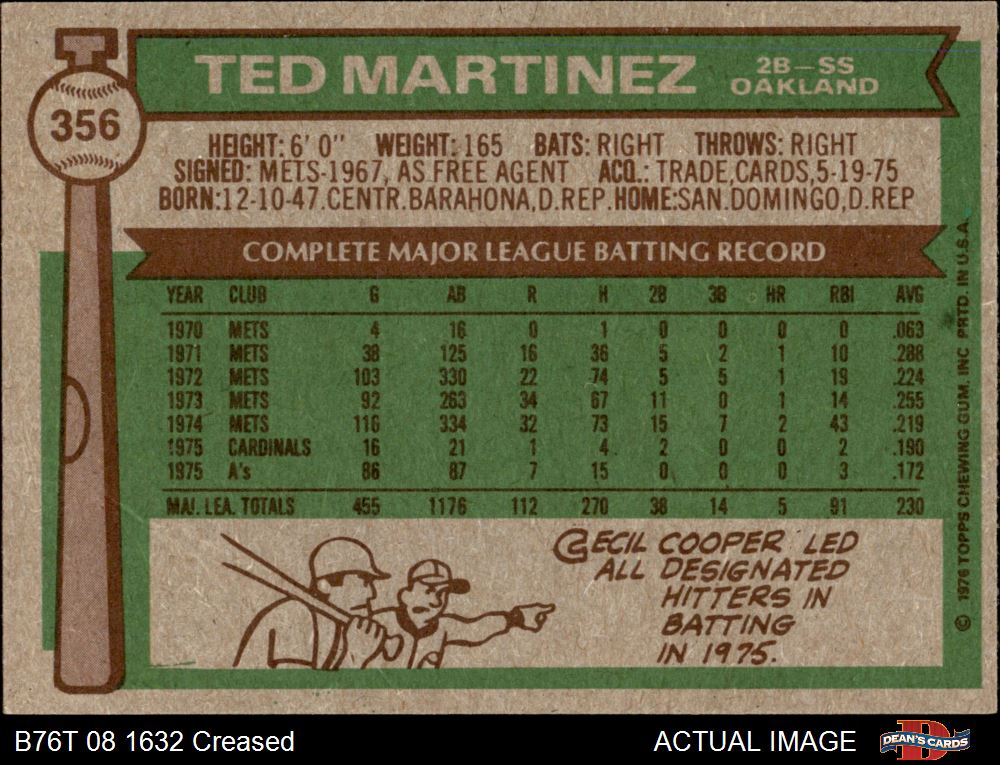 TED MARTINEZ
2B—SS
OAKLAND
356
HEIGHT: 6' 0" WEIGHT: 165 BATS: RIGHT THROWS: RIGHT
SIGNED: METS-1967, AS FREE AGENT ACQ.: TRADE,CARDS,5-19-75
BORN:12-10-47.CENTR.BARAHONA,D.REP.HOME:SAN.DOMINGO,D.REP
COMPLETE MAJOR LEAGUE BATTING RECORD
YEAR CLUB G AB R H 2B 3B HR RBI AVG
1970 METS 4 16 0 1 0 0 0 0 .063
1971 METS 38 125 16 36 5 2 1 10 .288
1972 METS 103 330 22 74 5 5 1 19 .224
1973 METS 92 263 34 67 11 0 1 14 .255
1974 METS 116 334 32 73 15 7 2 43 .219
1975 CARDINALS 16 21 1 4 2 0 0 2 .190
1975 A's 86 87 7 15 0 0 0 3 .172
MAJ. LEA. TOTALS 455 1176 112 270 38 14 5 91 230
CECIL COOPER LED
ALL DESIGNATED
HITTERS IN
BATTING
IN 1975.
© 1976 TOPPS CHEWING GUM, INC PRTD. IN U.S.A.
B76T 08 1632 Creased
ACTUAL IMAGE
DEAN'S CARDS